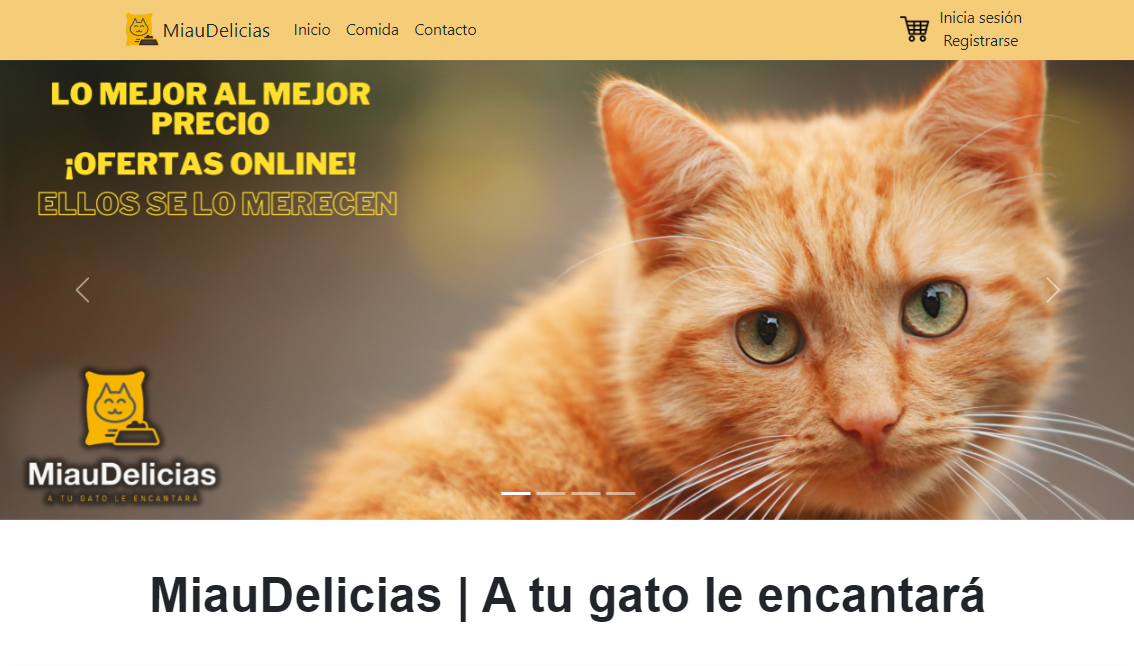 MiauDelicias Inicio Comida Contacto
Inicia sesión
Registrarse
LO MEJOR AL MEJOR
PRECIO
¡OFERTAS ONLINE!
ELLOS SE LO MERECEN
MiauDelicias
A TU GATO LE ENCANTARÁ
MiauDelicias | A tu gato le encantará